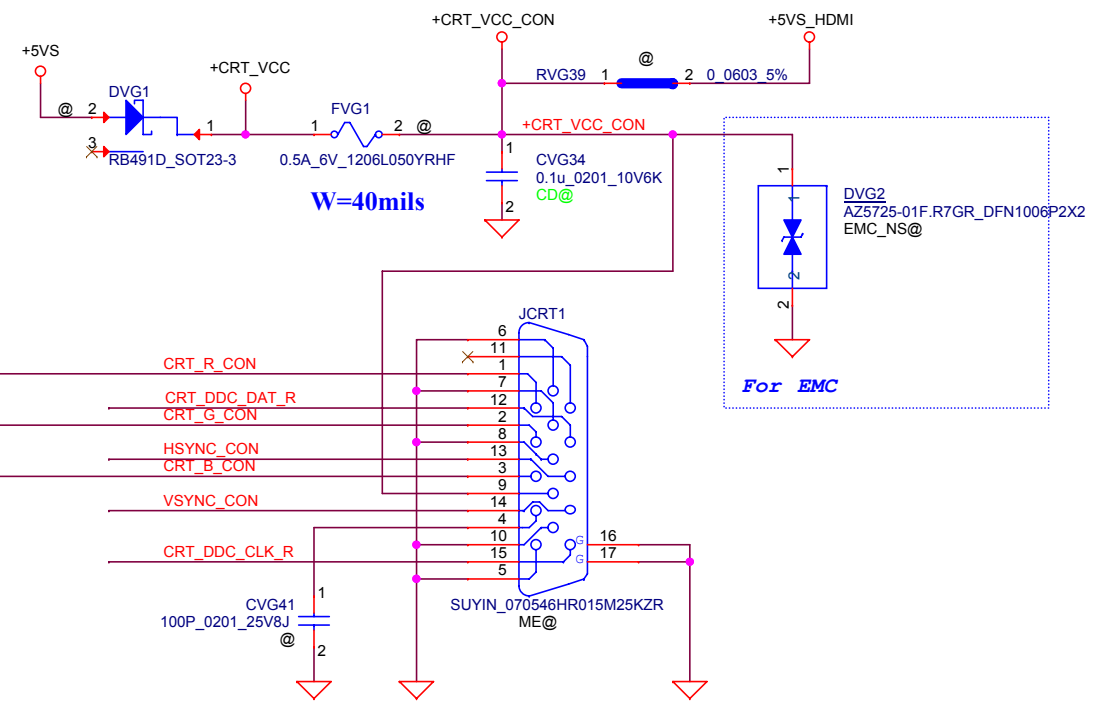 +CRT_VCC_CON
+5VS_HDMI
+5VS
+CRT_VCC
@
RVG39 1 2 0_0603_5%
DVG1
@ 2
1
3
RB491D_SOT23-3
FVG1
1 2 @
0.5A_6V_1206L050YRHF
W=40mils
+CRT_VCC_CON
1
CVG34
0.1u_0201_10V6K
CD@
2
1
1
DVG2
AZ5725-01F.R7GR_DFN1006P2X2
EMC_NS@
2
2
For EMC
JCRT1
6
11
CRT_R_CON 1
7
CRT_DDC_DAT_R 12
CRT_G_CON 2
8
HSYNC_CON 13
CRT_B_CON 3
9
VSYNC_CON 14
4
10
CRT_DDC_CLK_R 15
5
G 16
G 17
SUYIN_070546HR015M25KZR
ME@
1
CVG41
100P_0201_25V8J
@
2